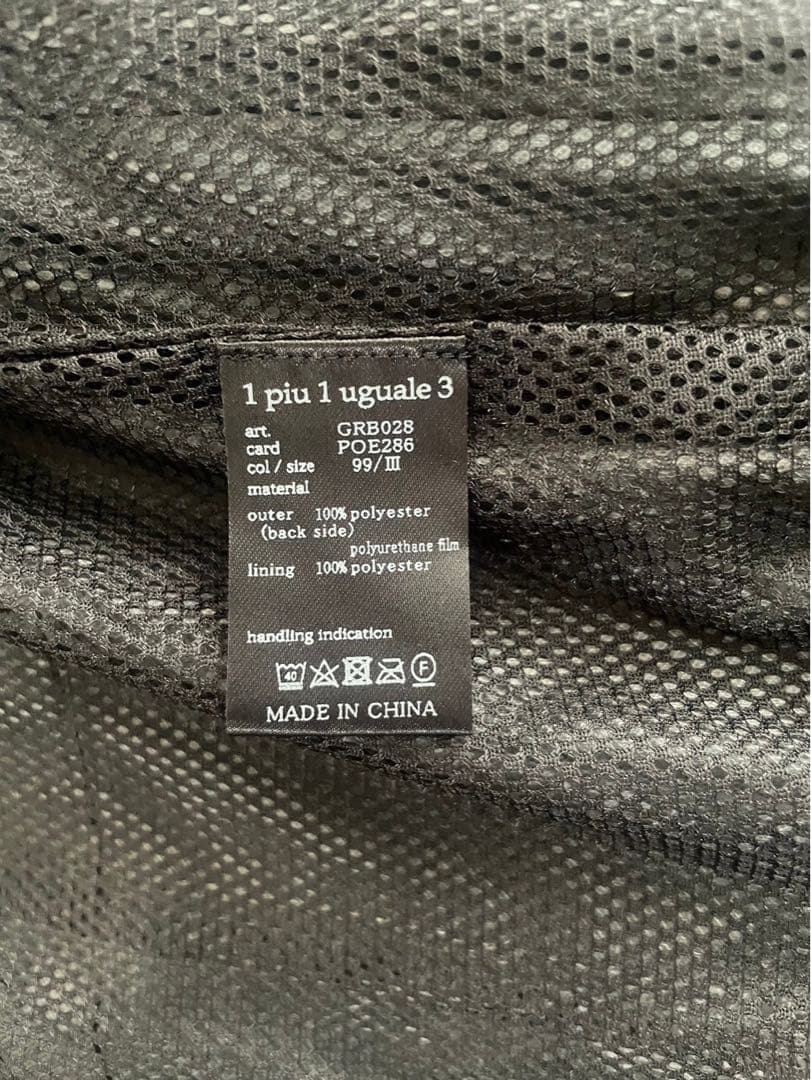 1 piu 1 uguale 3
art. GRB028
card POE286
col / size 99/III
material
outer 100% polyester
(back side)
polyurethane film
lining 100% polyester
handling indication
40 F
MADE IN CHINA